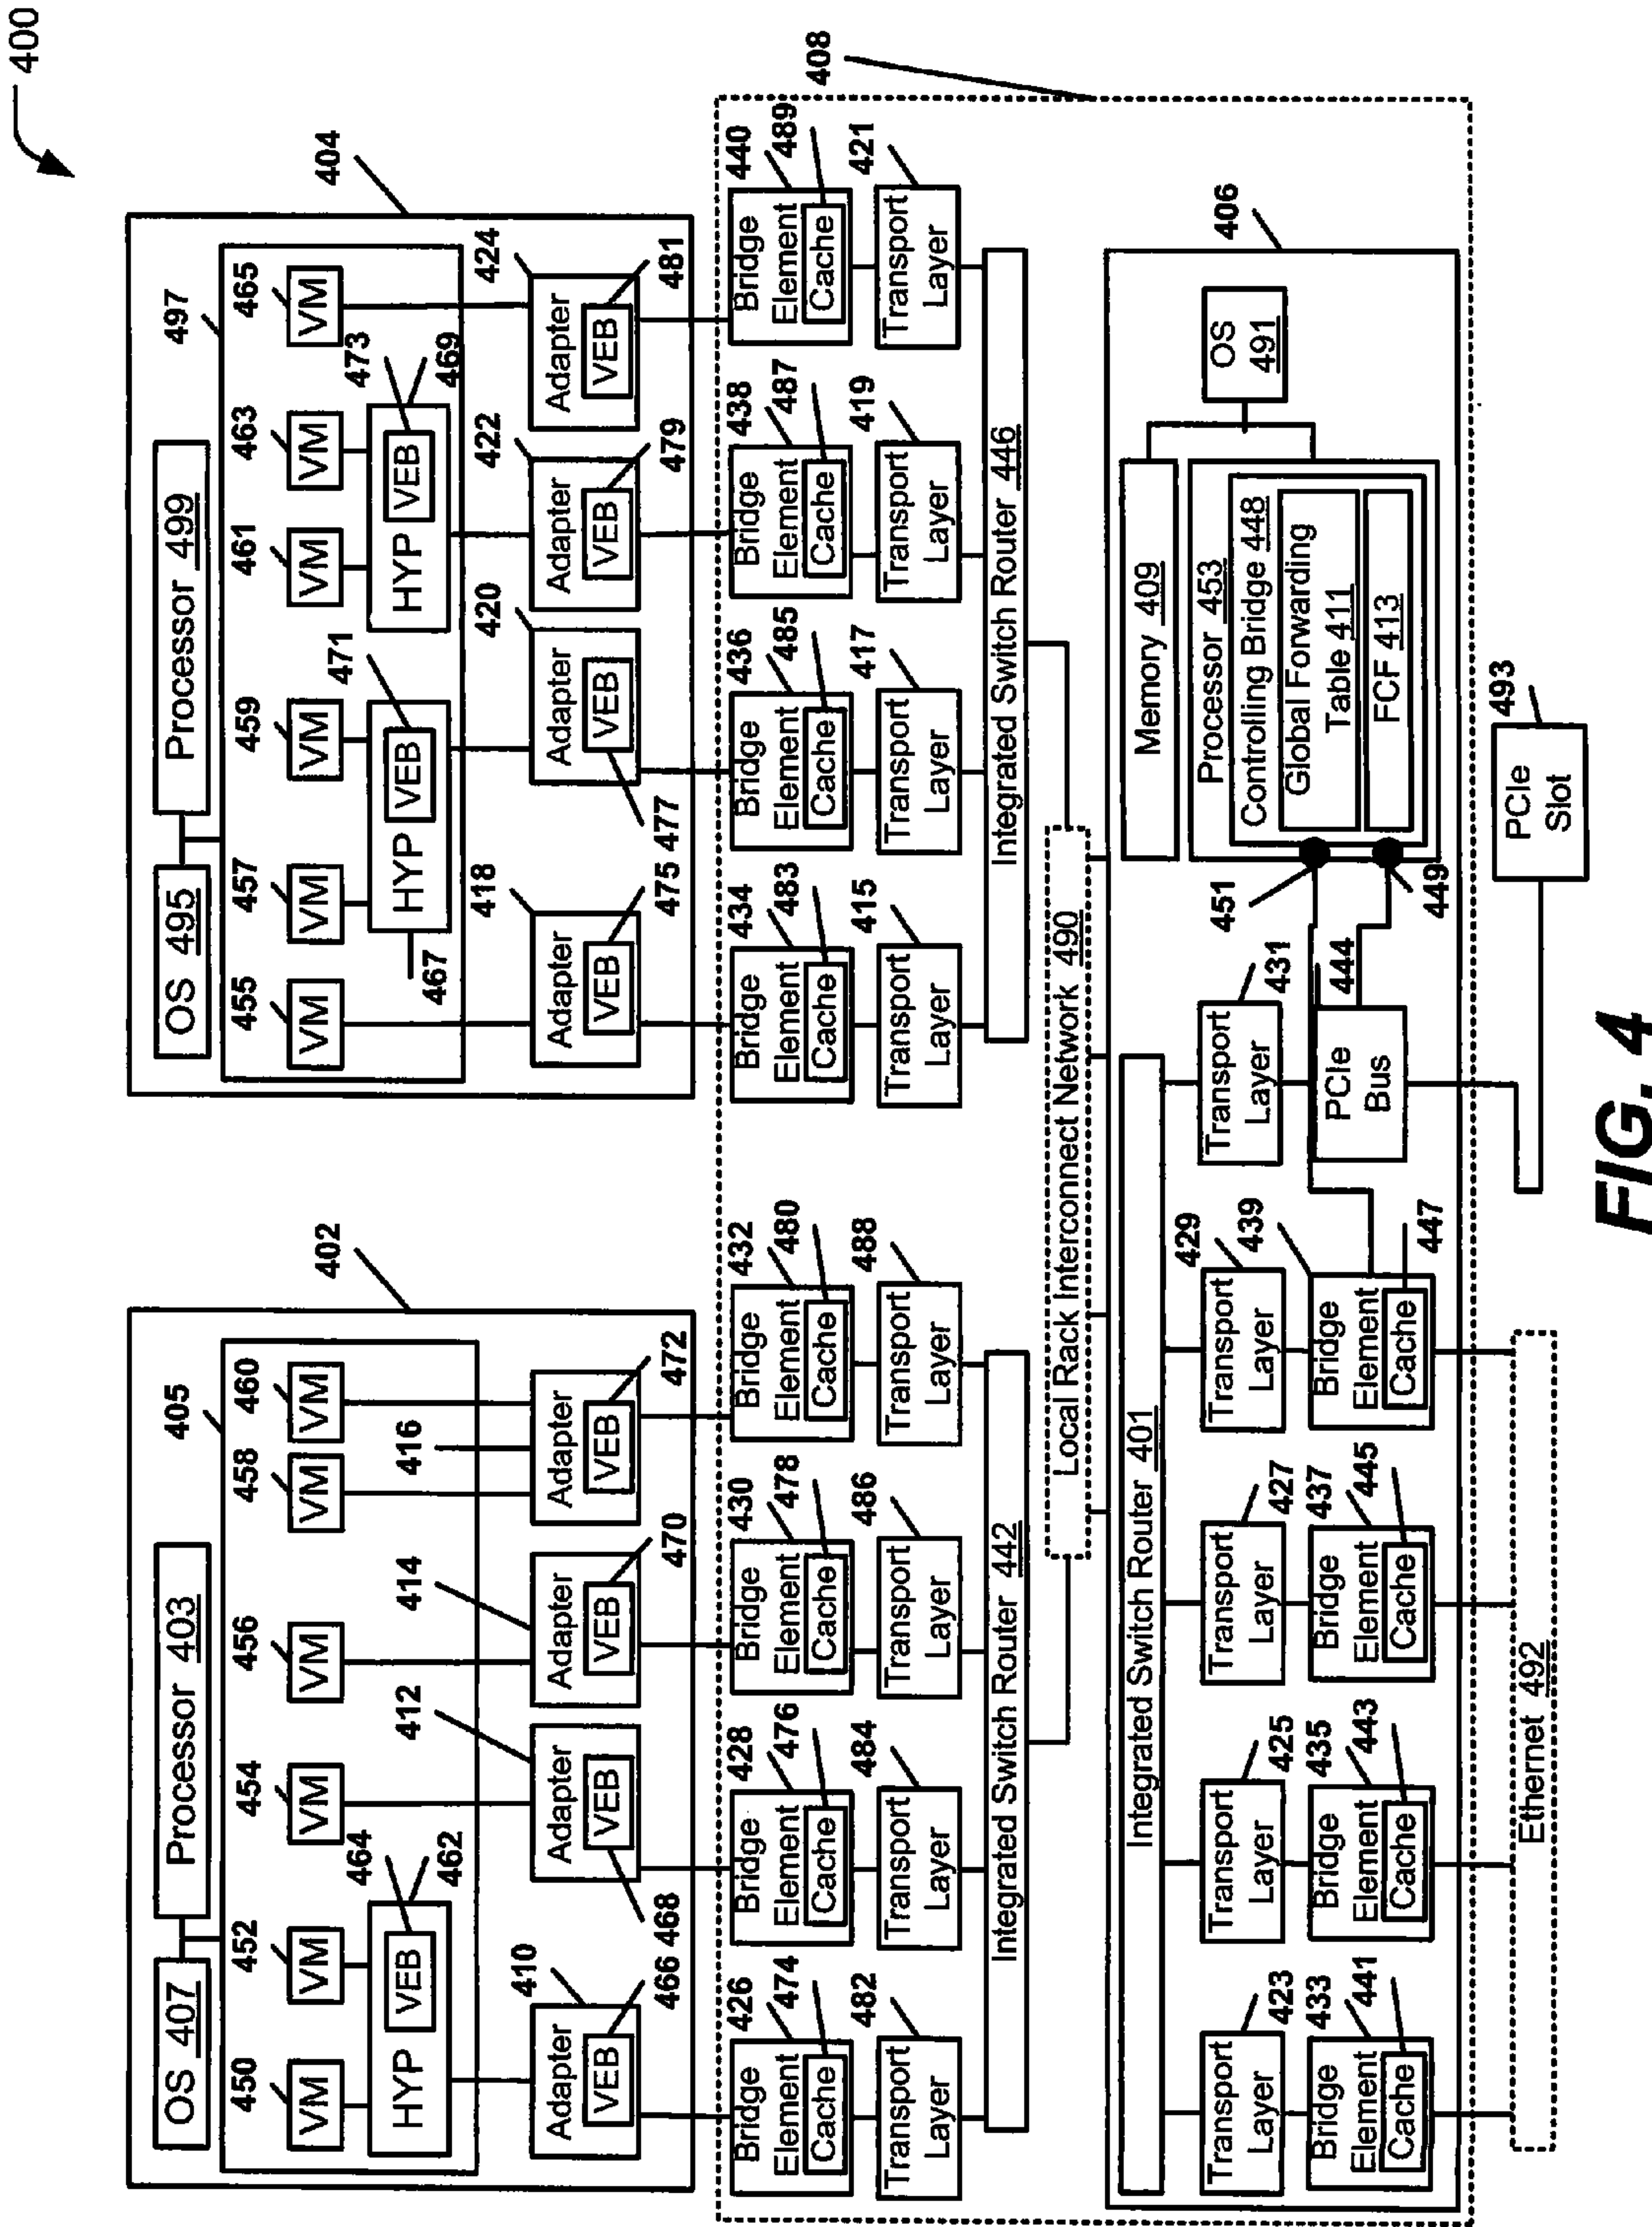 400
402
404
405
497
OS 407
Processor 403
OS 495
Processor 499
450
452
454
456
458
460
455
457
459
461
463
465
VM
VM
VM
VM
VM
VM
VM
VM
VM
VM
VM
VM
464
462
416
467
471
473
469
HYP
VEB
HYP
VEB
HYP
VEB
410
412
414
418
420
422
424
Adapter
VEB
Adapter
VEB
Adapter
VEB
Adapter
VEB
Adapter
VEB
Adapter
VEB
Adapter
VEB
Adapter
VEB
466
468
470
472
475
477
479
481
408
426
474
428
476
430
478
432
480
434
483
436
485
438
487
440
489
Bridge
Element
Cache
Bridge
Element
Cache
Bridge
Element
Cache
Bridge
Element
Cache
Bridge
Element
Cache
Bridge
Element
Cache
Bridge
Element
Cache
Bridge
Element
Cache
482
484
486
488
415
417
419
421
Transport
Layer
Transport
Layer
Transport
Layer
Transport
Layer
Transport
Layer
Transport
Layer
Transport
Layer
Transport
Layer
Integrated Switch Router 442
Integrated Switch Router 446
Local Rack Interconnect Network 490
406
Integrated Switch Router 401
423
425
427
429
431
Transport
Layer
Transport
Layer
Transport
Layer
Transport
Layer
Transport
Layer
433
441
435
443
437
445
439
447
Bridge
Element
Cache
Bridge
Element
Cache
Bridge
Element
Cache
Bridge
Element
Cache
444
PCIe
Bus
451
449
Memory 409
Processor 453
Controlling Bridge 448
Global Forwarding
Table 411
FCF 413
OS
491
493
PCIe
Slot
Ethernet 492
FIG. 4